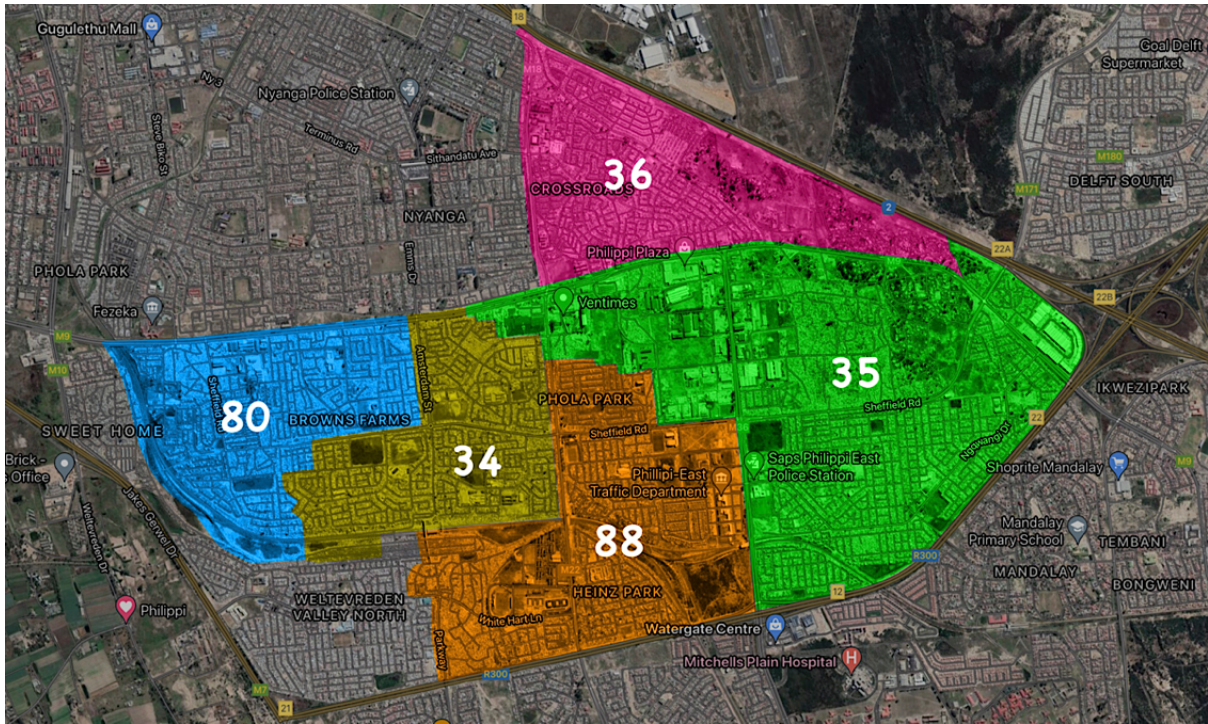 18
Gugulethu Mall
M18
Goal Delft
Supermarket
Ny 3
Nyanga Police Station
Steve Biko St
Terminus Rd
Sithandatu Ave
M180
36
CROSSROADS
M171
DELFT SOUTH
2
NYANGA
22A
Philippi Plaza
Emms Dr
PHOLA PARK
22B
Fezeka
Ventimes
M9
M10
Amsterdam St
35
Sheffield Rd
IKWEZIPARK
80
BROWNS FARMS
PHOLA PARK
Sheffield Rd
22
SWEET HOME
Sheffield Rd
Ngqwangi Dr
34
Saps Philippi East
Police Station
Shoprite Mandalay
M9
Brick -
s Office
Phillipi-East
Traffic Department
Jakes Gerwel Dr
Weltevreden Dr
88
Mandalay
Primary School
TEMBANI
R300
MANDALAY
BONGWENI
HEINZ PARK
12
WELTEVREDEN
VALLEY NORTH
Philippi
White Hart Ln
Watergate Centre
Parkway
Mitchells Plain Hospital
R300
M7
21